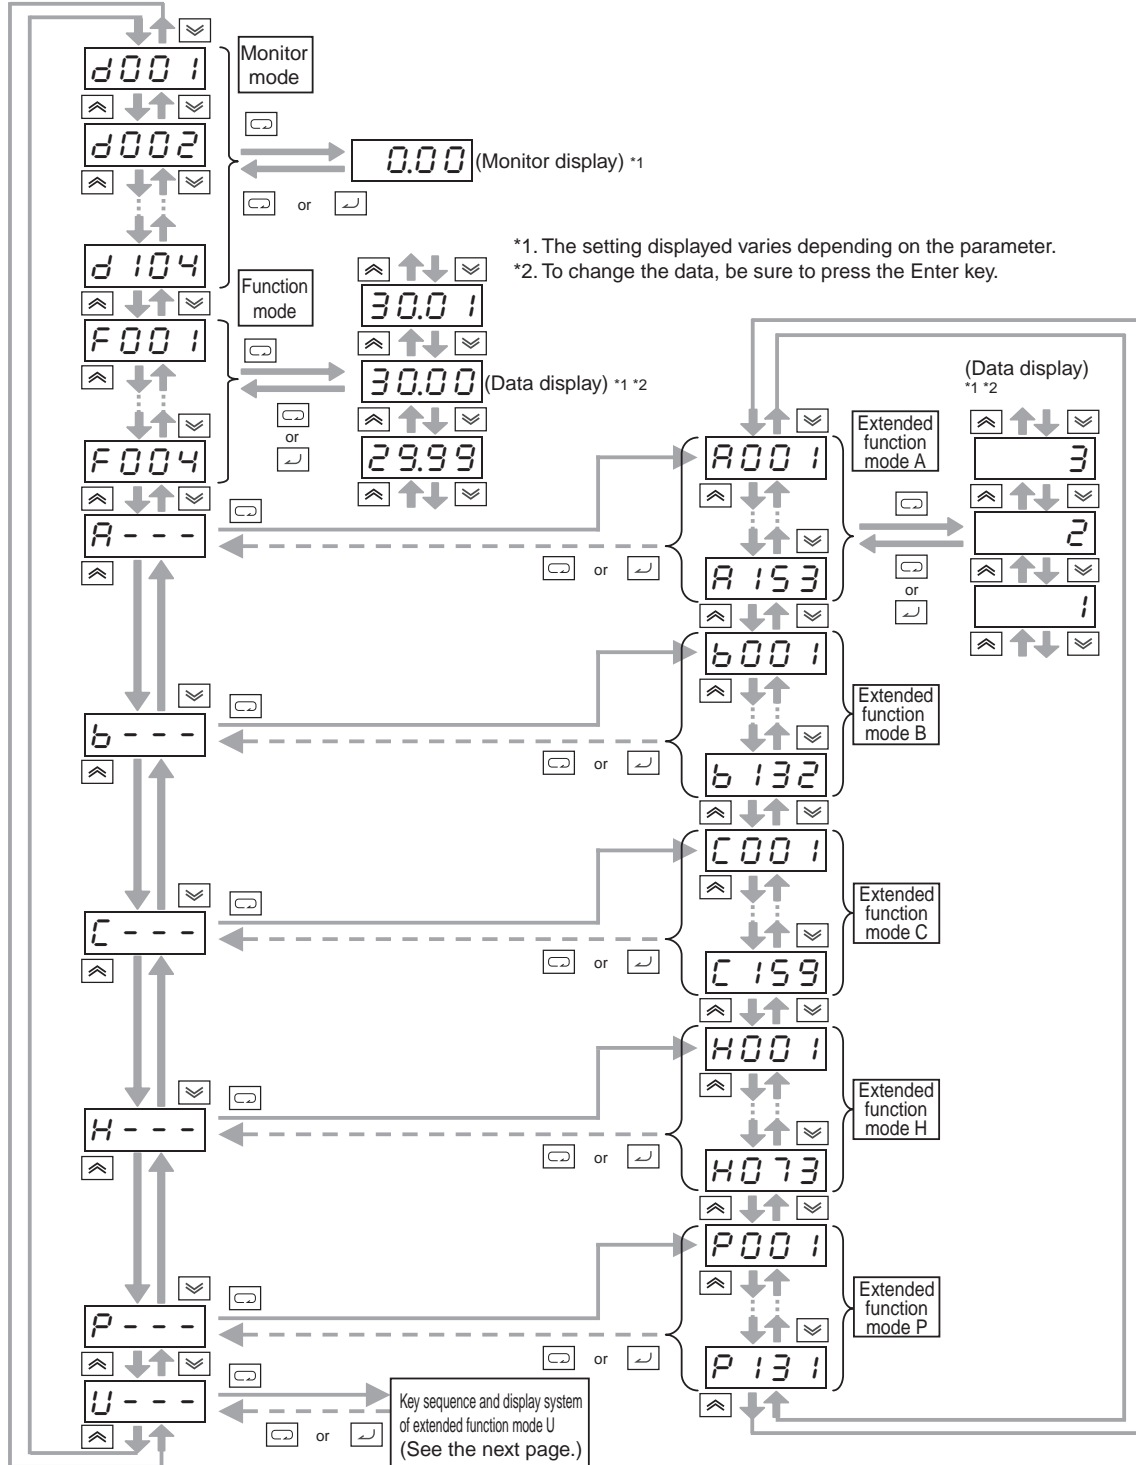 d001
Monitor
mode
d002
0.00 (Monitor display) *1
or
d104
*1. The setting displayed varies depending on the parameter.
*2. To change the data, be sure to press the Enter key.
Function
mode
F001
30.01
30.00 (Data display) *1 *2
or
29.99
F004
A---
(Data display)
*1 *2
A001
Extended
function
mode A
3
2
or
1
or
A153
b---
b001
Extended
function
mode B
or
b132
C---
C001
Extended
function
mode C
or
C159
H---
H001
Extended
function
mode H
or
H073
P---
P001
Extended
function
mode P
or
P131
U---
or
Key sequence and display system
of extended function mode U
(See the next page.)